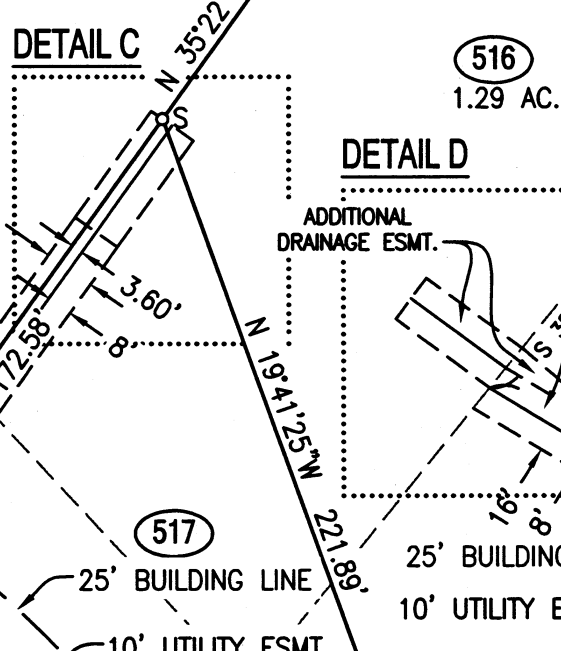 DETAIL C
N 35°22
516
1.29 AC.
S
DETAIL D
ADDITIONAL
DRAINAGE ESMT.
3.60'
8'
172.58'
N 19°41'25"W 221.89'
S
16'
8'
517
25' BUILDING LINE
10' UTILITY ESMT
25' BUILDING
10' UTILITY E